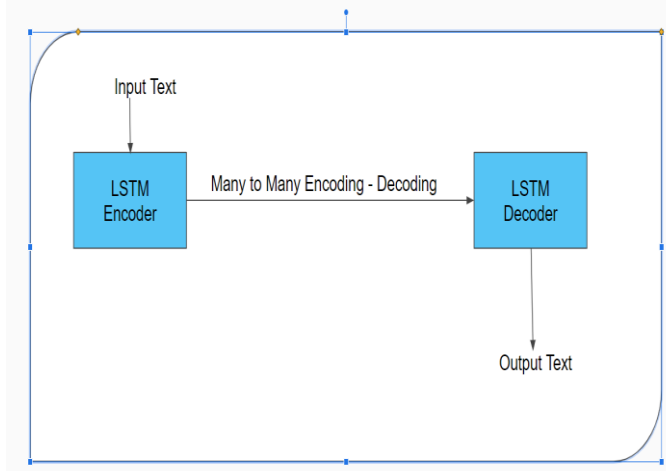 Input Text
LSTM
Encoder
Many to Many Encoding - Decoding
LSTM
Decoder
Output Text